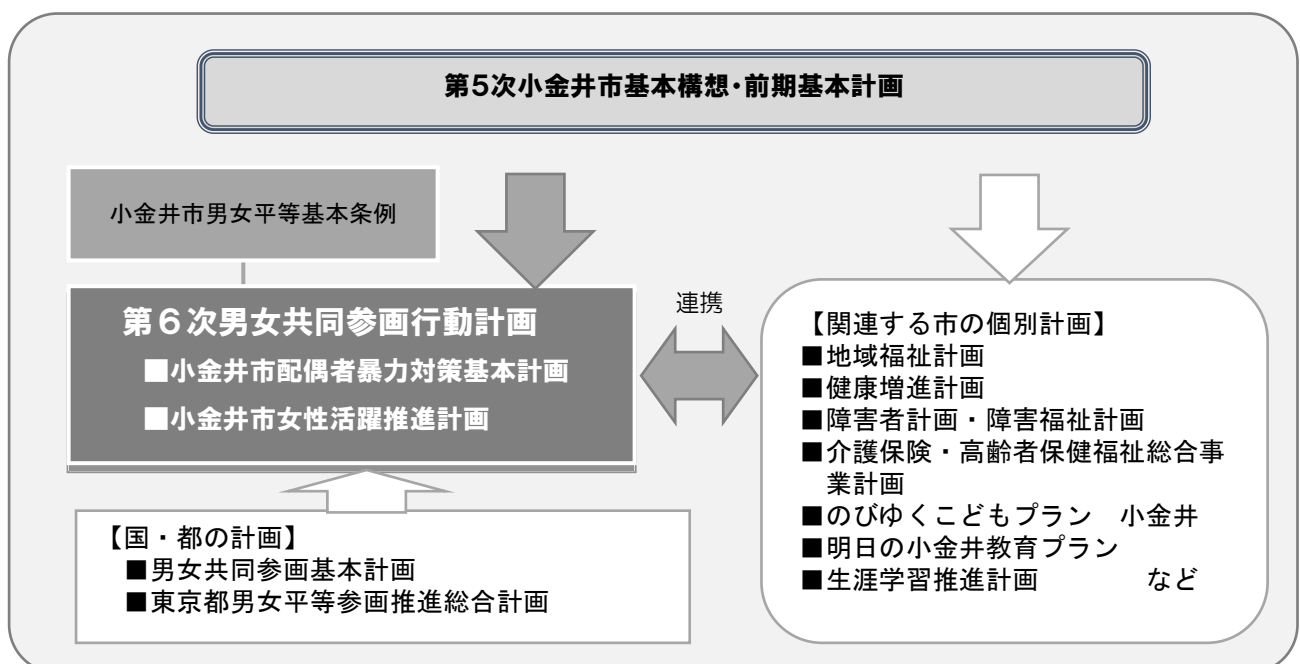 第5次小金井市基本構想・前期基本計画
小金井市男女平等基本条例
第６次男女共同参画行動計画
■小金井市配偶者暴力対策基本計画
■小金井市女性活躍推進計画
連携
【関連する市の個別計画】
■地域福祉計画
■健康増進計画
■障害者計画・障害福祉計画
■介護保険・高齢者保健福祉総合事
業計画
■のびゆくこどもプラン　小金井
■明日の小金井教育プラン
■生涯学習推進計画　　　　など
【国・都の計画】
■男女共同参画基本計画
■東京都男女平等参画推進総合計画